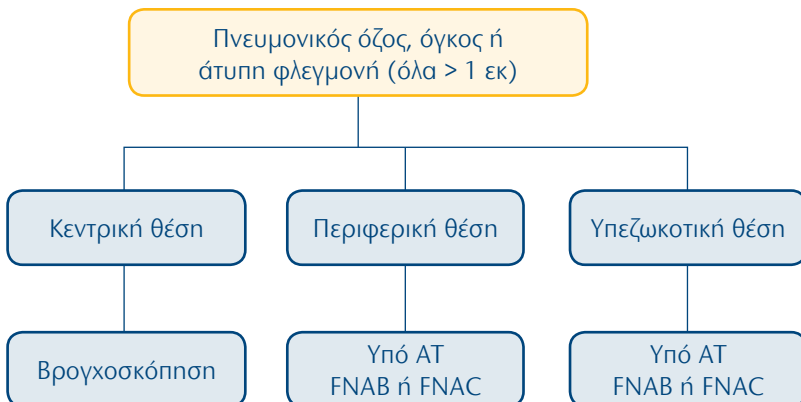 Πνευμονικός όζος, όγκος ή
άτυπη φλεγμονή (όλα > 1 εκ)
Κεντρική θέση
Περιφερική θέση
Υπεζωκοτική θέση
Βρογχοσκόπηση
Υπό ΑΤ
FNAB ή FNAC
Υπό ΑΤ
FNAB ή FNAC